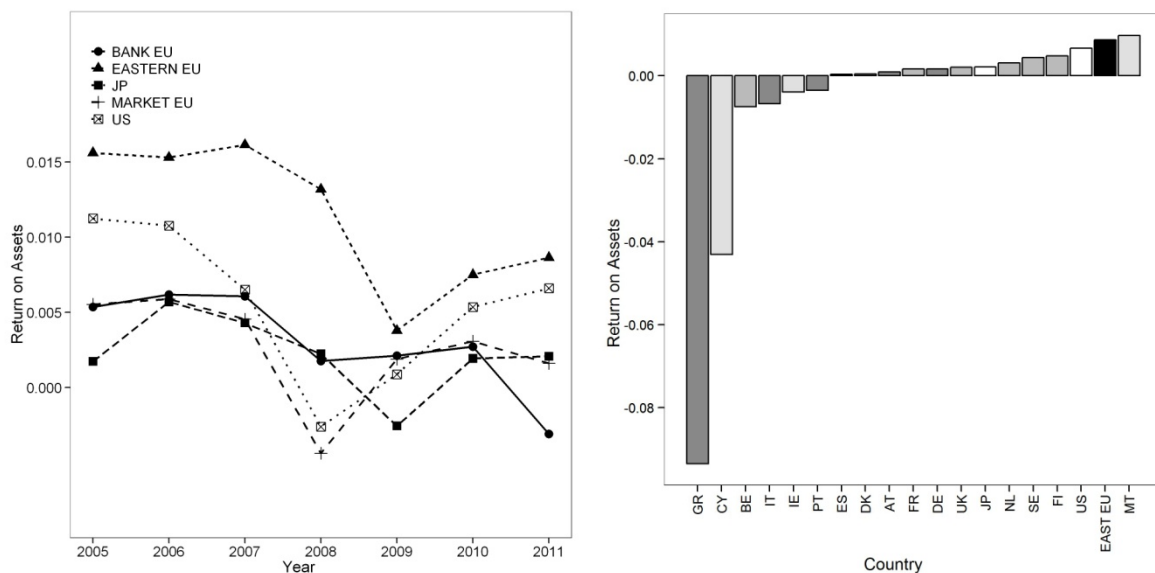 BANK EU
EASTERN EU
JP
MARKET EU
US
Return on Assets
0.015
0.010
0.005
0.000
2005 2006 2007 2008 2009 2010 2011
Year
Return on Assets
0.00
-0.02
-0.04
-0.06
-0.08
GR CY BE IT IE PT ES DK AT FR DE UK JP NL SE FI US EAST EU MT
Country